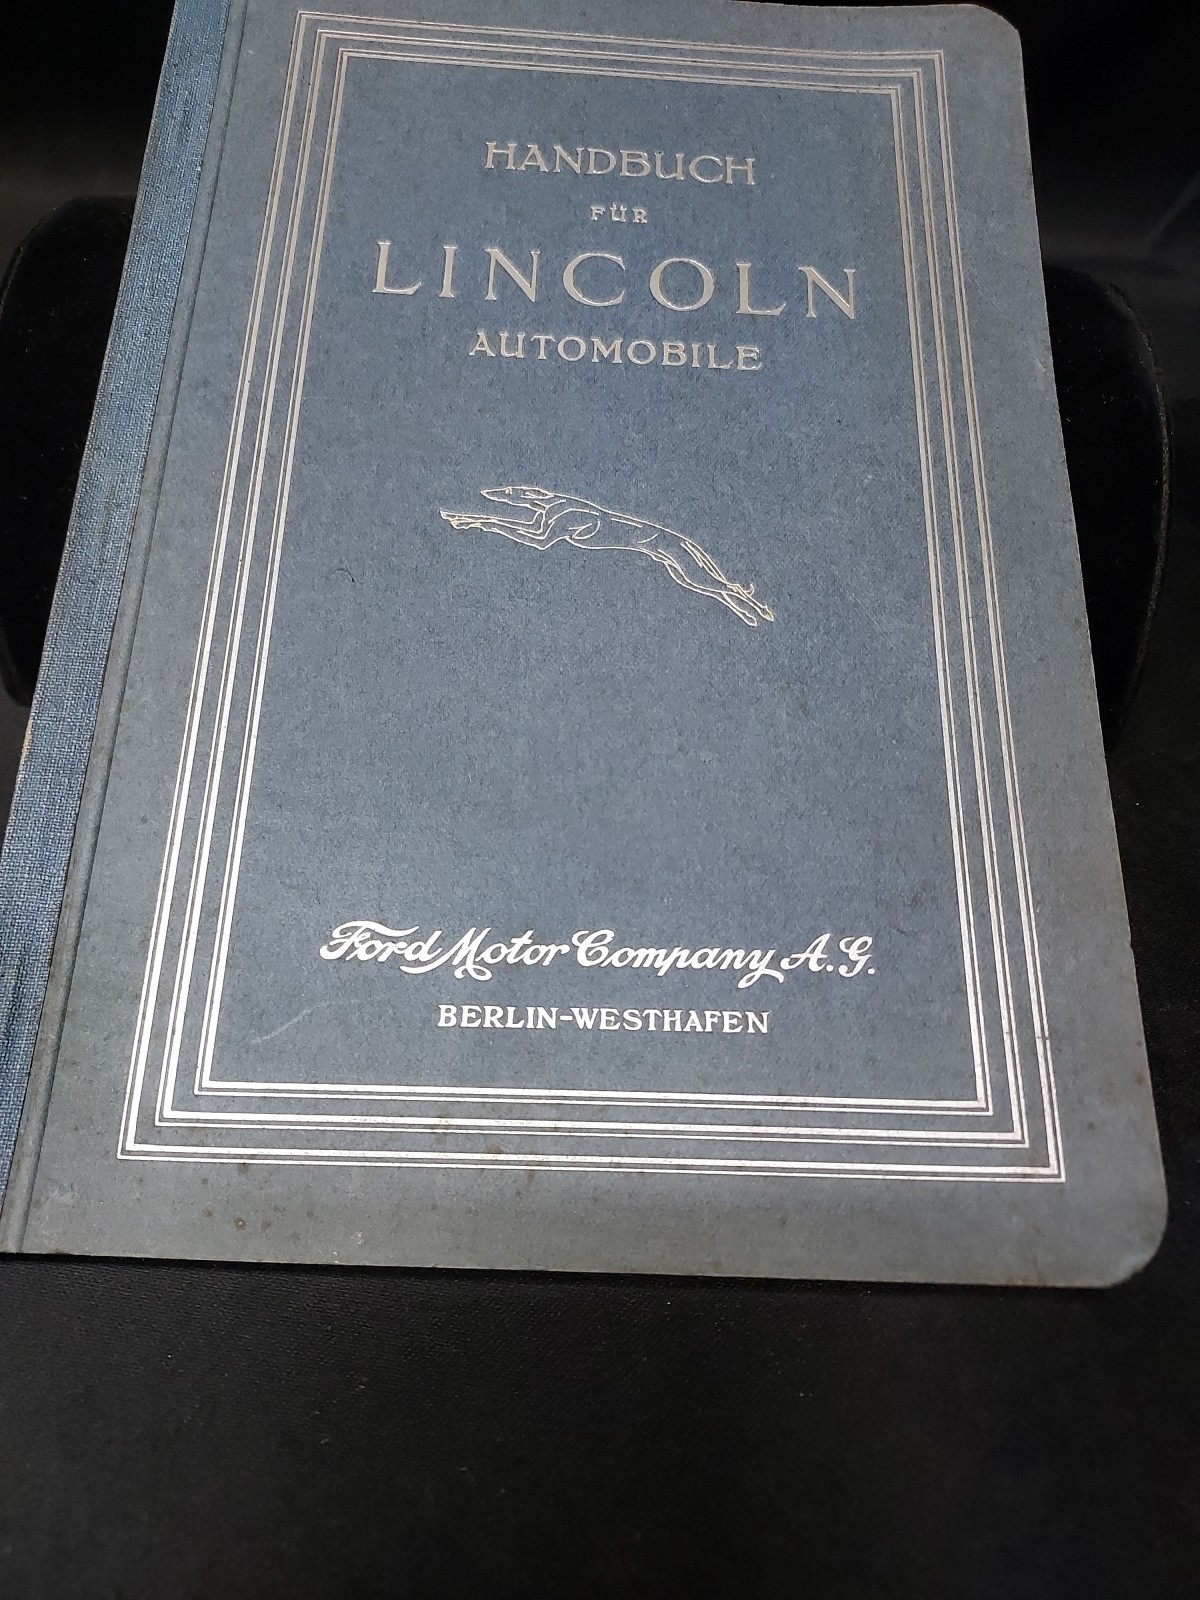 HANDBUCH
FÜR
LINCOLN
AUTOMOBILE
Ford Motor Company A.G.
BERLIN-WESTHAFEN